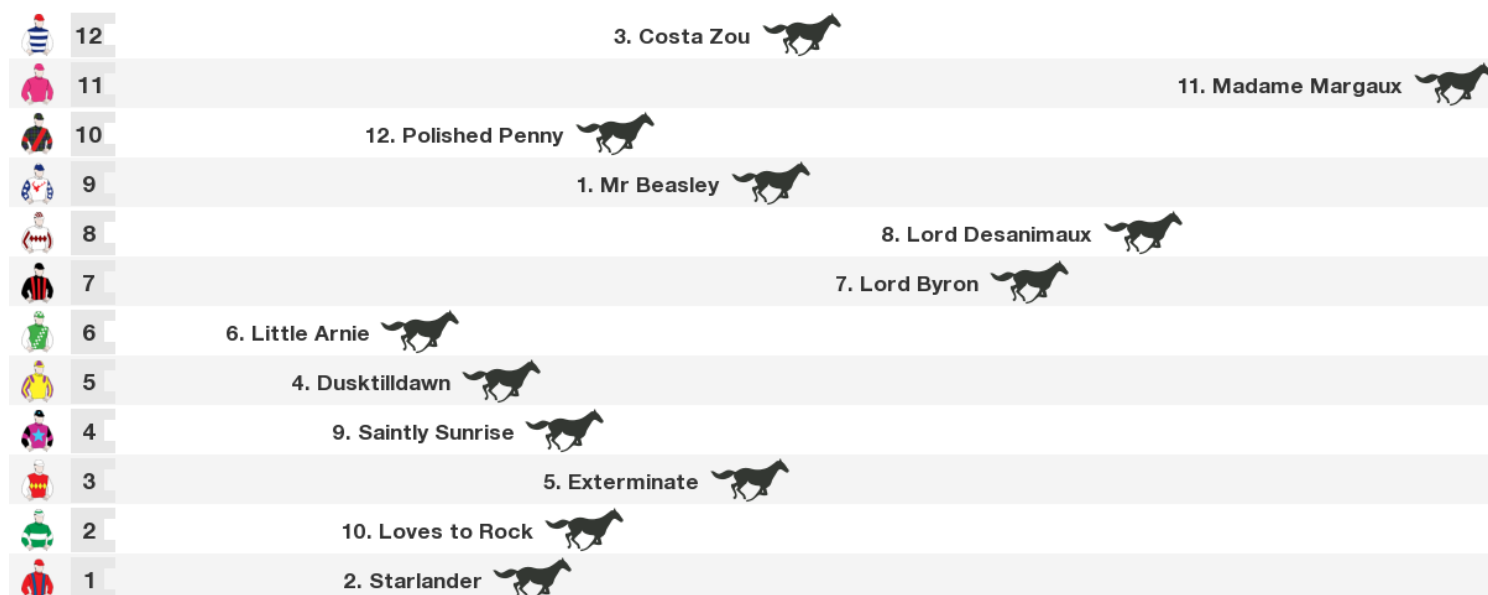 12 3. Costa Zou
11 11. Madame Margaux
10 12. Polished Penny
9 1. Mr Beasley
8 8. Lord Desanimaux
7 7. Lord Byron
6 6. Little Arnie
5 4. Dusktilldawn
4 9. Saintly Sunrise
3 5. Exterminate
2 10. Loves to Rock
1 2. Starlander